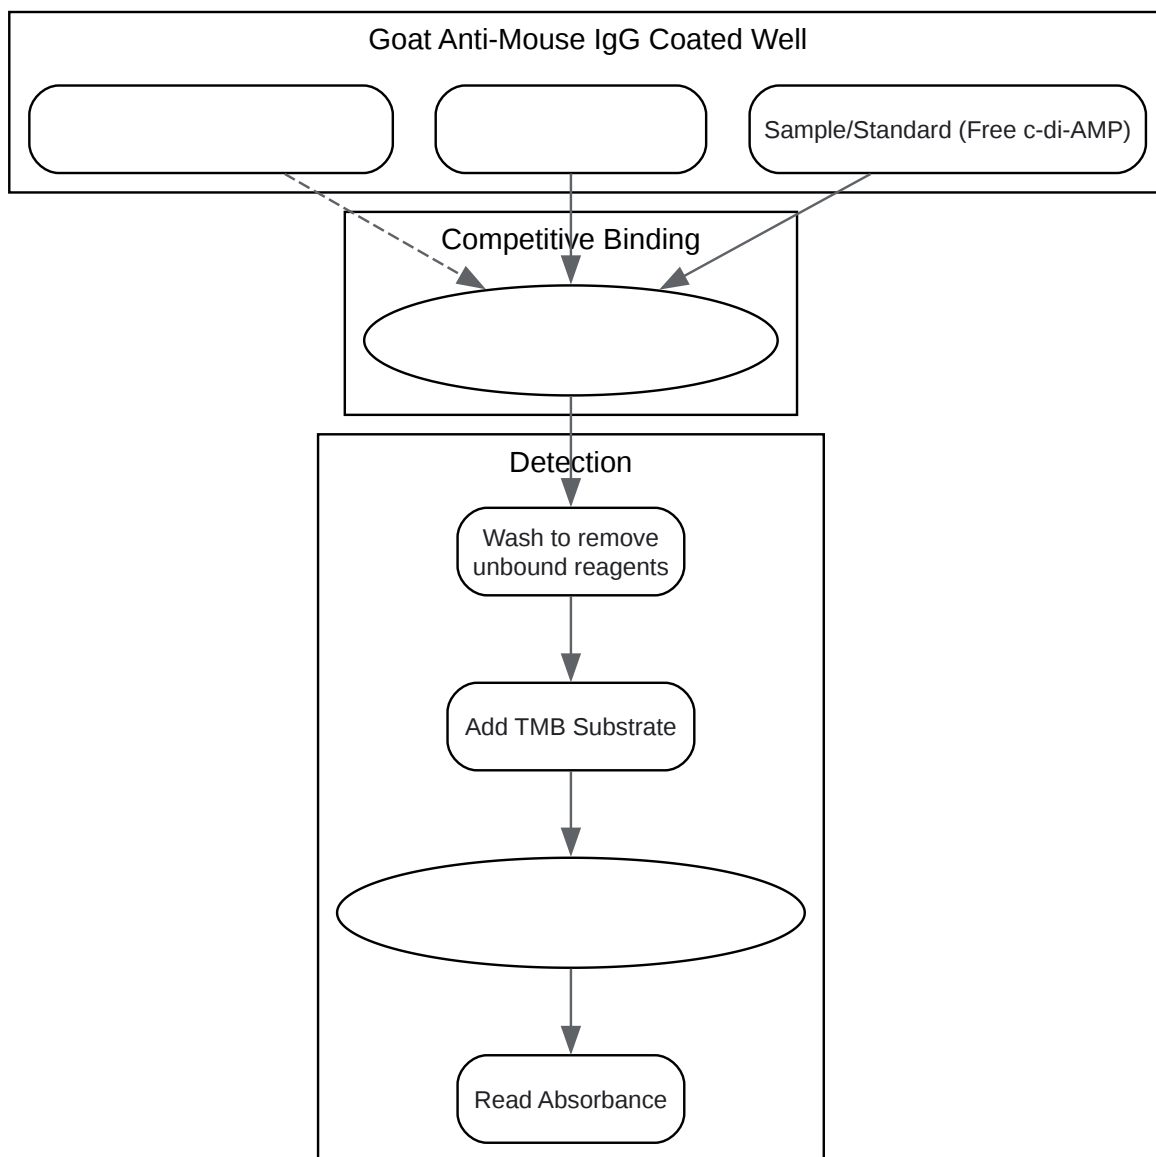 Goat Anti-Mouse IgG Coated Well
Sample/Standard (Free c-di-AMP)
Competitive Binding
Detection
Wash to remove
unbound reagents
Add TMB Substrate
Read Absorbance